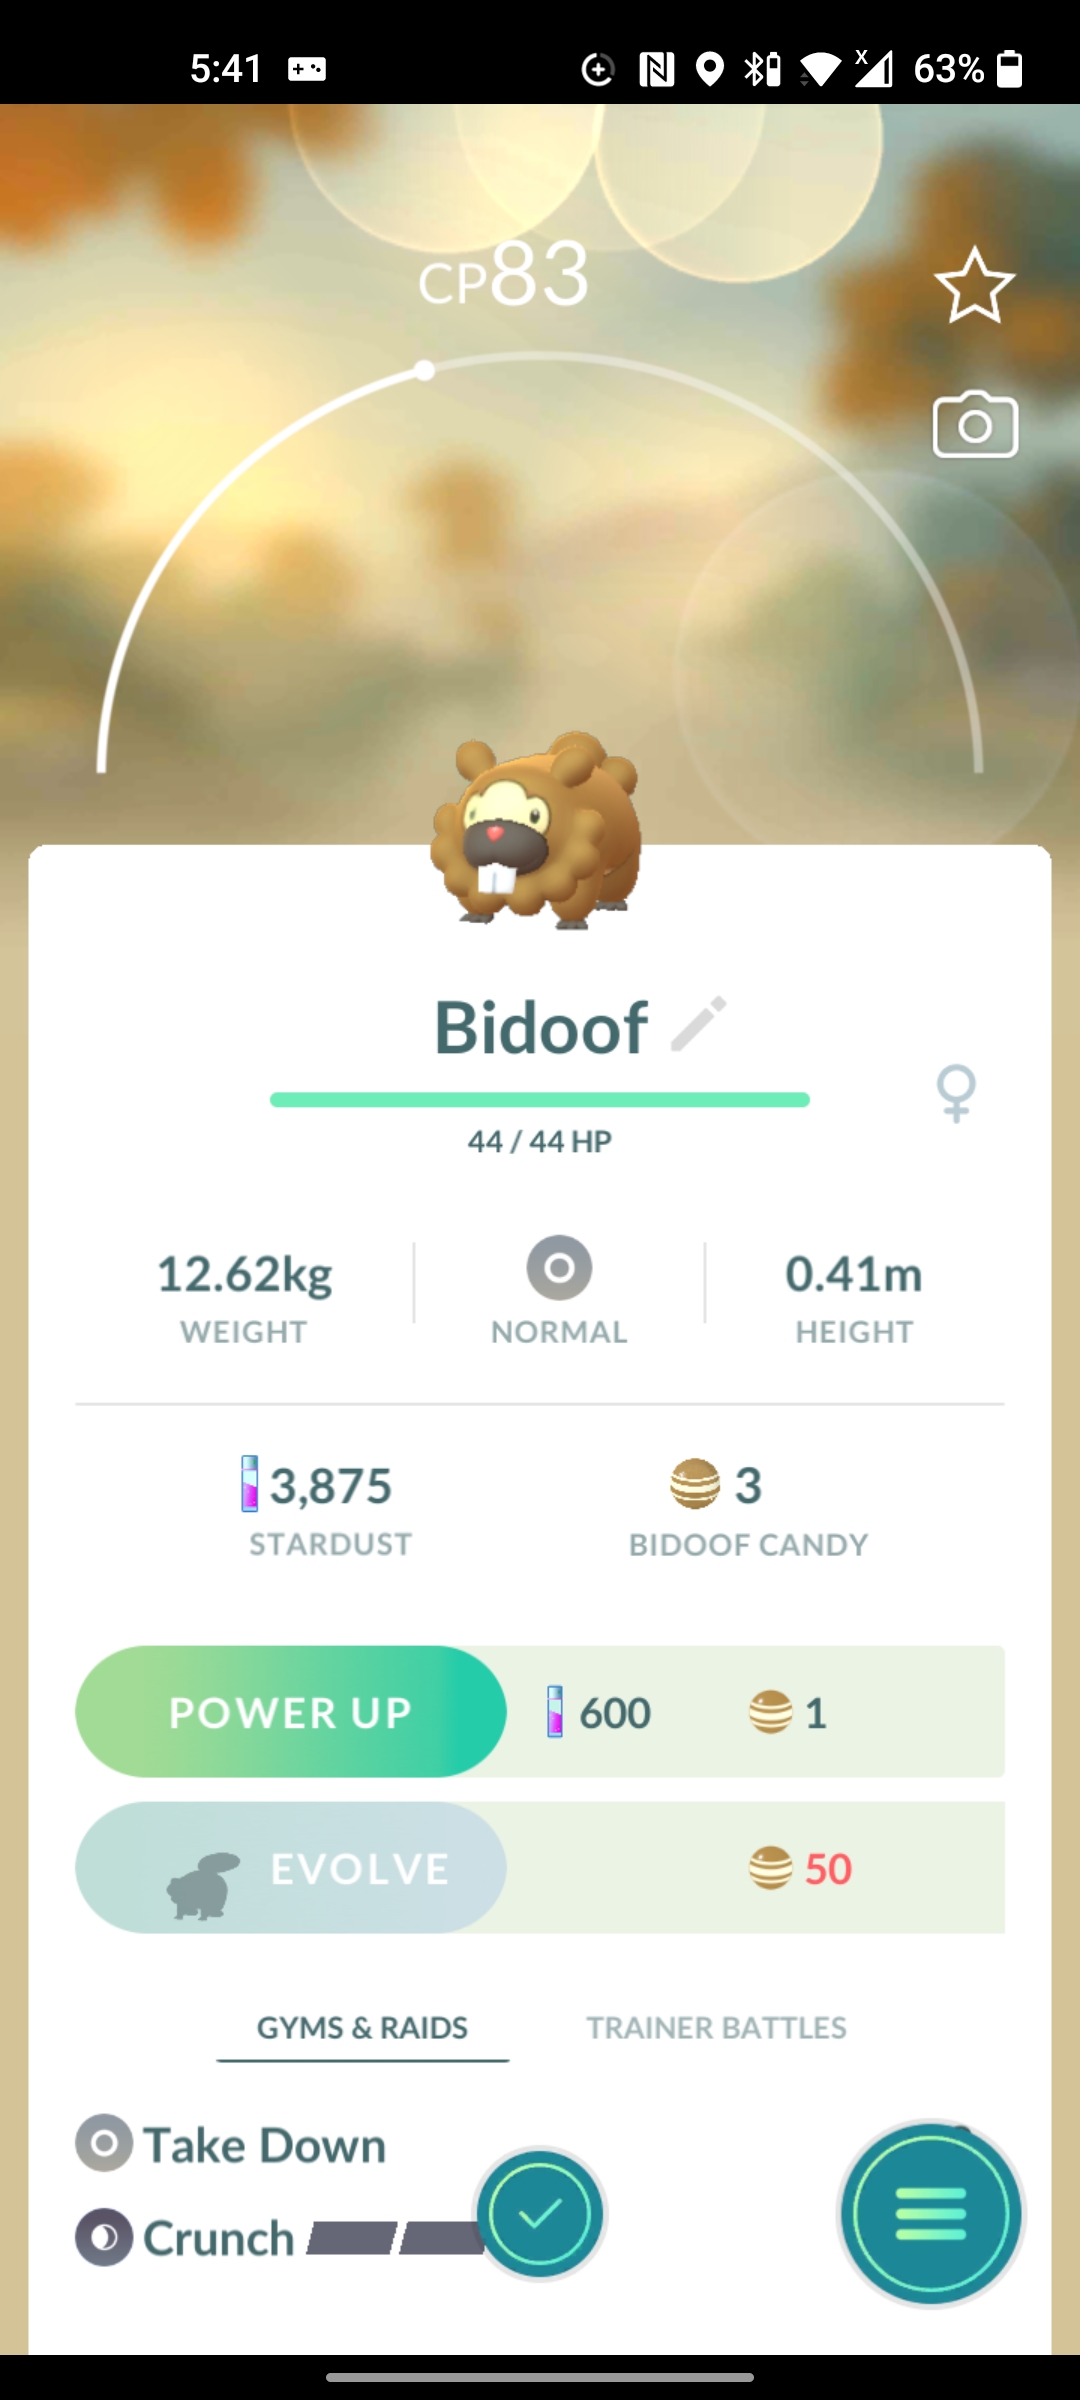 5:41 63%
CP83
Bidoof
44 / 44 HP
12.62kg
WEIGHT
NORMAL
0.41m
HEIGHT
3,875
STARDUST
3
BIDOOF CANDY
POWER UP 600 1
EVOLVE 50
GYMS & RAIDS TRAINER BATTLES
Take Down
Crunch